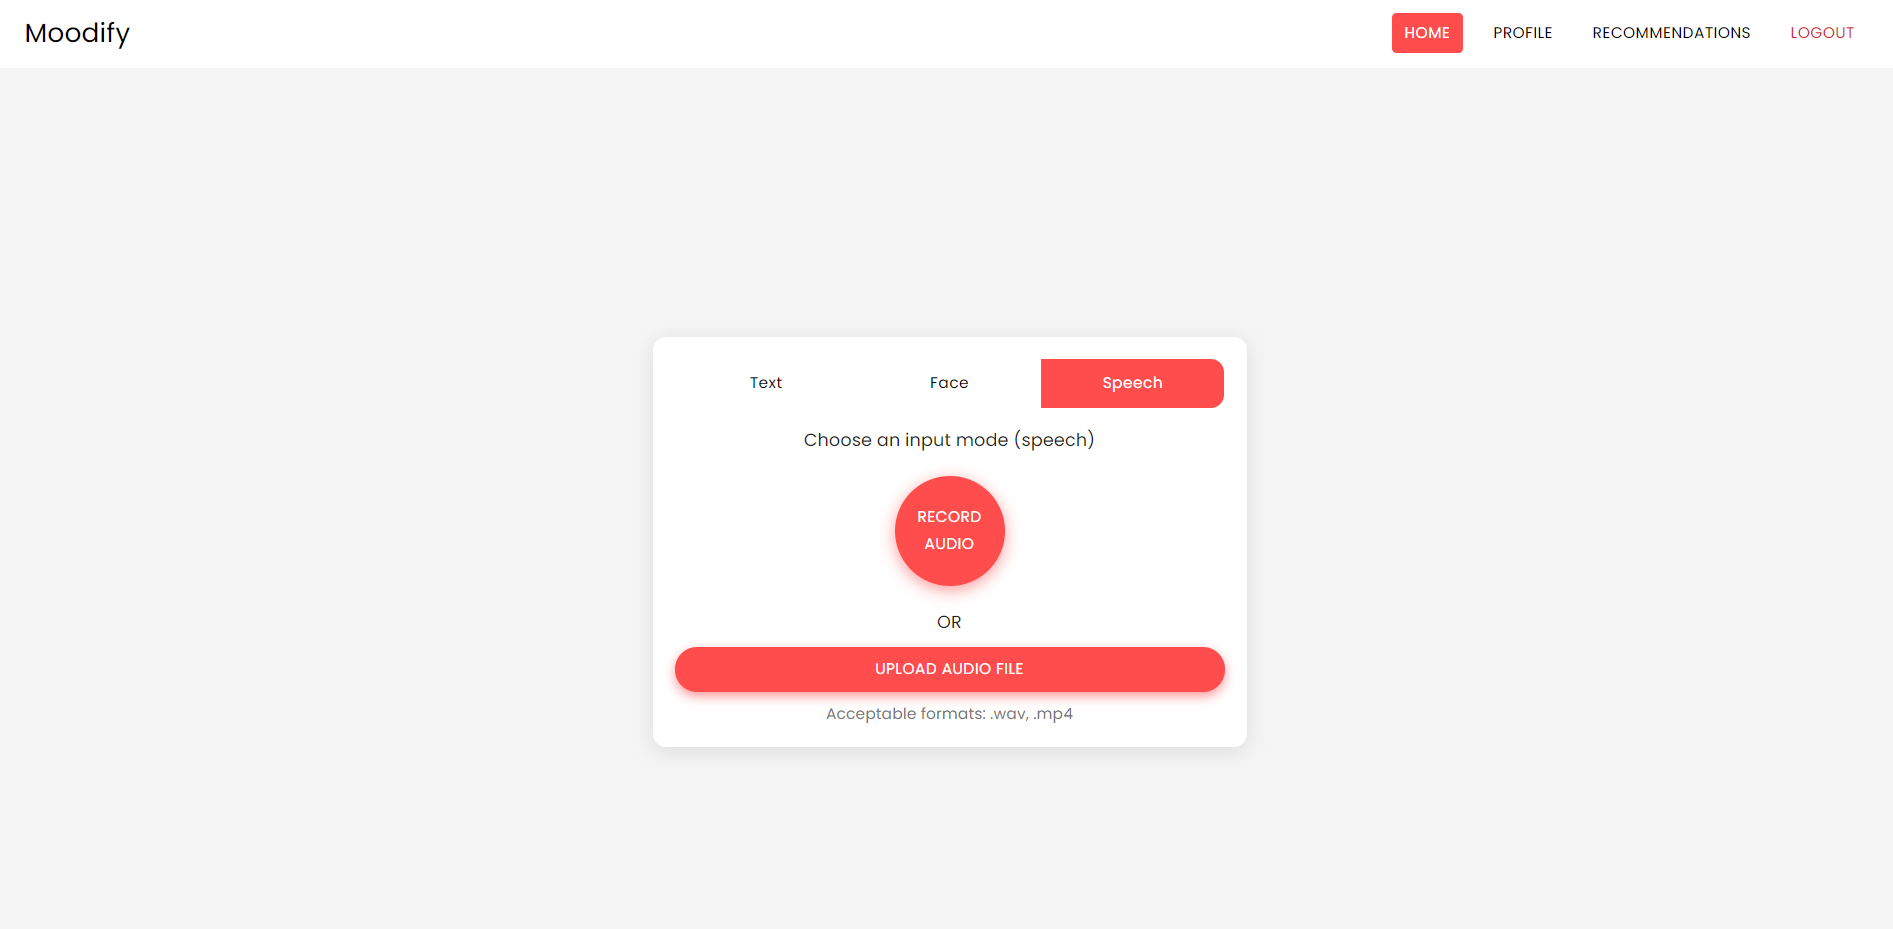 Moodify
HOME PROFILE RECOMMENDATIONS LOGOUT
Text Face Speech
Choose an input mode (speech)
RECORD
AUDIO
OR
UPLOAD AUDIO FILE
Acceptable formats: .wav, .mp4